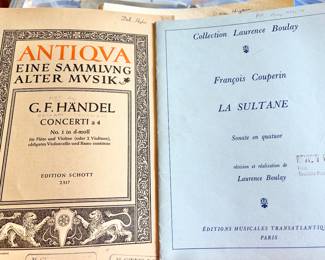 ANTIQVA
EINE SAMMLVNG
ALTER MVSIK
G. F. HÄNDEL
CONCERTI a 4
No. 1 in d-moll
für Flöte und Violine (oder 2 Violinen),
obligates Violoncello und Basso continuo
EDITION SCHOTT
2317
Collection Laurence Boulay
François Couperin
LA SULTANE
Sonate en quatuor
révision et réalisation de
Laurence Boulay
ÉDITIONS MUSICALES TRANSATLANTIQUES
PARIS